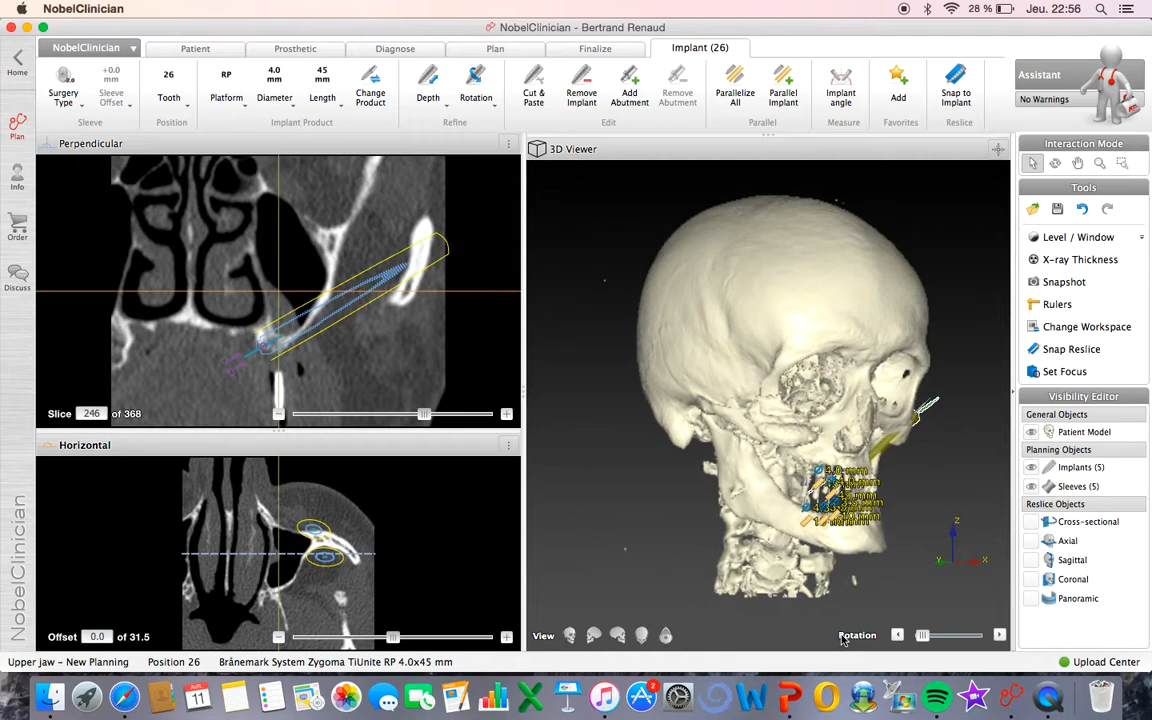 NobelClinician
28 %
Jeu. 22:56
NobelClinician - Bertrand Renaud
Home
NobelClinician
Patient
Prosthetic
Diagnose
Plan
Finalize
Implant (26)
Surgery Type
+0.0 mm
Sleeve Offset
26
Tooth
RP
Platform
4.0 mm
Diameter
45 mm
Length
Change Product
Depth
Rotation
Cut & Paste
Remove Implant
Add Abutment
Remove Abutment
Parallelize All
Parallel Implant
Implant angle
Add
Snap to Implant
Sleeve
Position
Implant Product
Refine
Edit
Parallel
Measure
Favorites
Reslice
Assistant
No Warnings
Plan
Info
Order
Discuss
NobelClinician
Perpendicular
Slice 246 of 368
Horizontal
Offset 0.0 of 31.5
3D Viewer
Z
Y
X
View
Rotation
Interaction Mode
Tools
Level / Window
X-ray Thickness
Snapshot
Rulers
Change Workspace
Snap Reslice
Set Focus
Visibility Editor
General Objects
Patient Model
Planning Objects
Implants (5)
Sleeves (5)
Reslice Objects
Cross-sectional
Axial
Sagittal
Coronal
Panoramic
Upper jaw - New Planning
Position 26
Brånemark System Zygoma TiUnite RP 4.0x45 mm
Upload Center
AVR
11
2